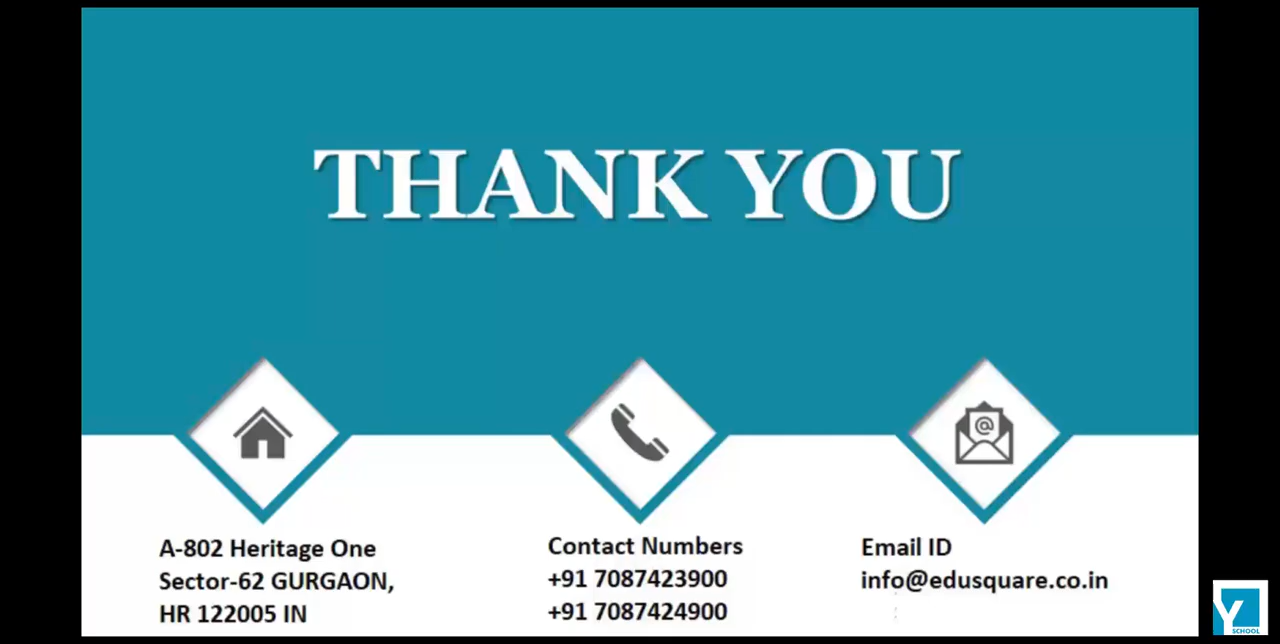 THANK YOU
A-802 Heritage One
Sector-62 GURGAON,
HR 122005 IN
Contact Numbers
+91 7087423900
+91 7087424900
Email ID
info@edusquare.co.in
Y
SCHOOL